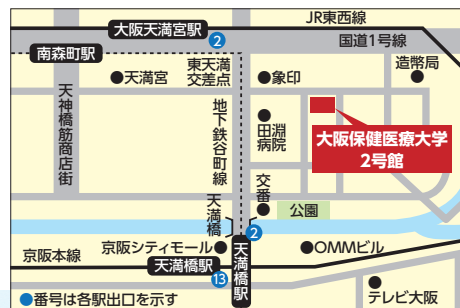 JR東西線
大阪天満宮駅
2
国道1号線
南森町駅
東天満
交差点
造幣局
天満宮
象印
天神橋筋商店街
地下鉄谷町線
田淵
病院
大阪保健医療大学
2号館
交番
公園
天満橋
2
京阪シティモール
OMMビル
京阪本線
天満橋駅
天満橋駅
13
テレビ大阪
●番号は各駅出口を示す